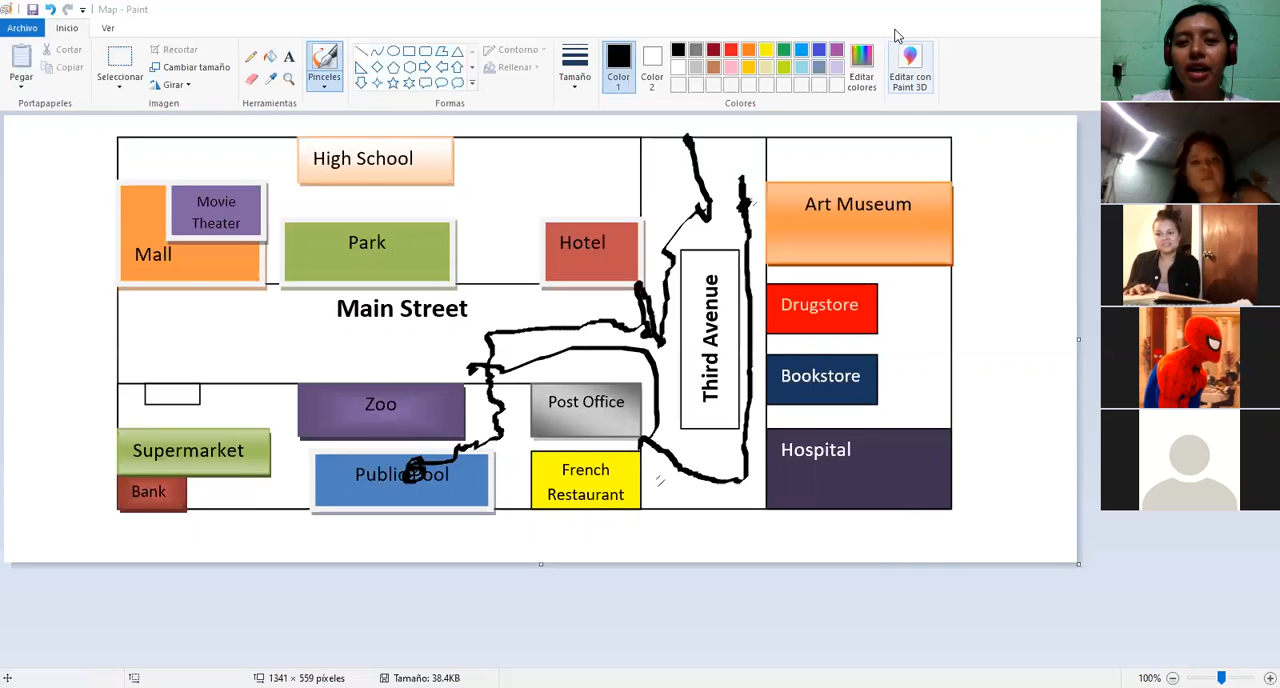 Map - Paint
Archivo Inicio Ver
Pegar
Cortar
Copiar
Portapapeles
Seleccionar
Recortar
Cambiar tamaño
Girar
Imagen
A
Herramientas
Pinceles
Contorno
Rellenar
Formas
Tamaño
Color 1
Color 2
Editar colores
Colores
Editar con Paint 3D
High School
Movie
Theater
Mall
Park
Hotel
Art Museum
Main Street
Third Avenue
Drugstore
Bookstore
Zoo
Post Office
Supermarket
Bank
Public Pool
French
Restaurant
Hospital
1341 × 559 píxeles
Tamaño: 38.4KB
100%